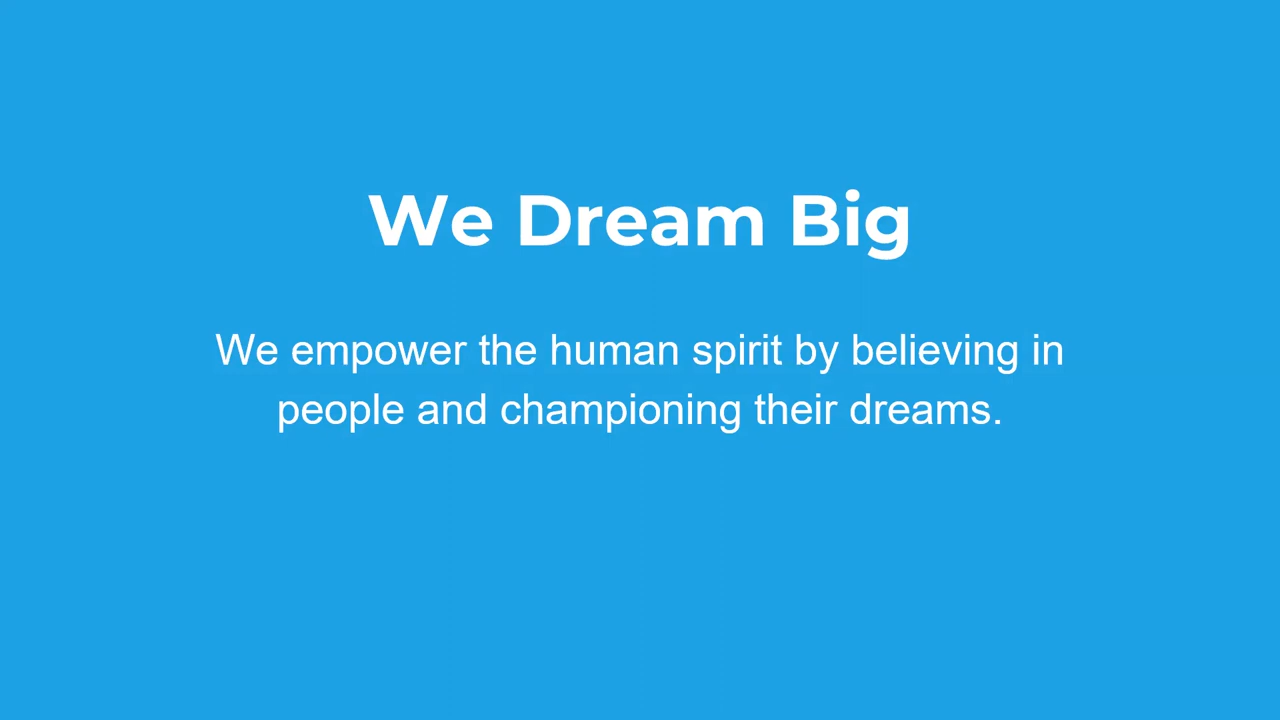 We Dream Big
We empower the human spirit by believing in
people and championing their dreams.